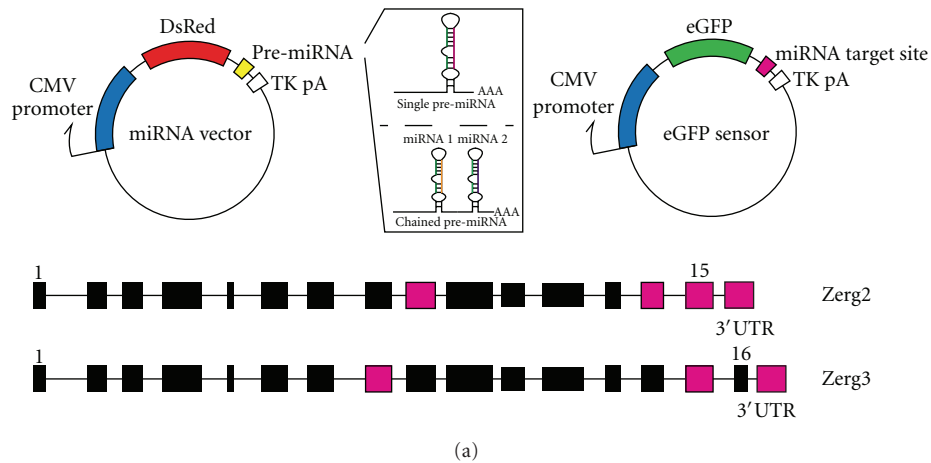 DsRed
Pre-miRNA
TK pA
CMV
promoter
miRNA vector
AAA
Single pre-miRNA
miRNA 1 miRNA 2
AAA
Chained pre-miRNA
eGFP
miRNA target site
TK pA
CMV
promoter
eGFP sensor
1
15
Zerg2
3′ UTR
1
16
Zerg3
3′ UTR
(a)